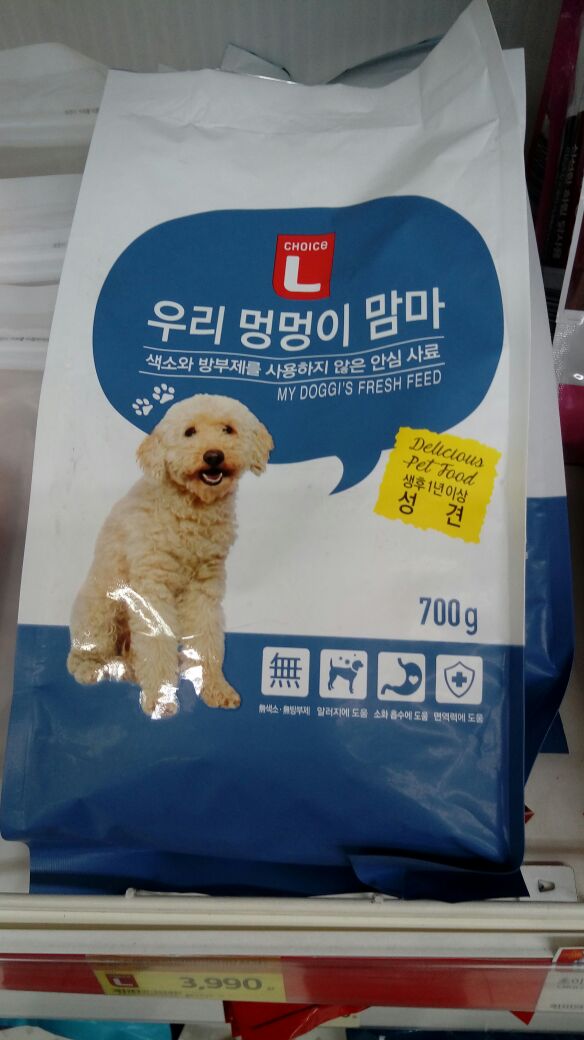 CHOICE
L
우리 멍멍이 맘마
색소와 방부제를 사용하지 않은 안심 사료
MY DOGGI'S FRESH FEED
Delicious
Pet Food
생후1년이상
성 견
700g
無
無색소·無방부제 알러지에 도움 소화 흡수에 도움 면역력에 도움
L 3,990